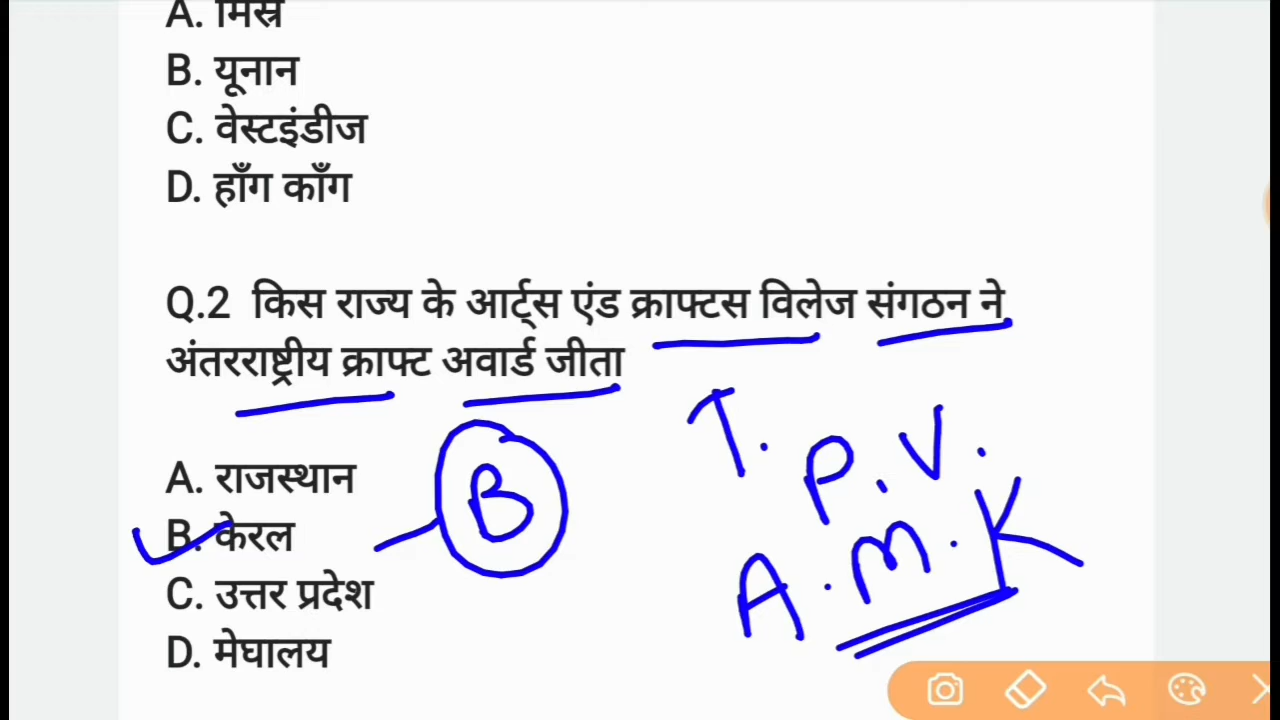 A. मिस्र
B. यूनान
C. वेस्टइंडीज
D. हाँग काँग
Q.2 किस राज्य के आर्ट्स एंड क्राफ्टस विलेज संगठन ने
अंतरराष्ट्रीय क्राफ्ट अवार्ड जीता
T.
P.V.
A. राजस्थान
B
B. केरल
A.M.K
C. उत्तर प्रदेश
D. मेघालय